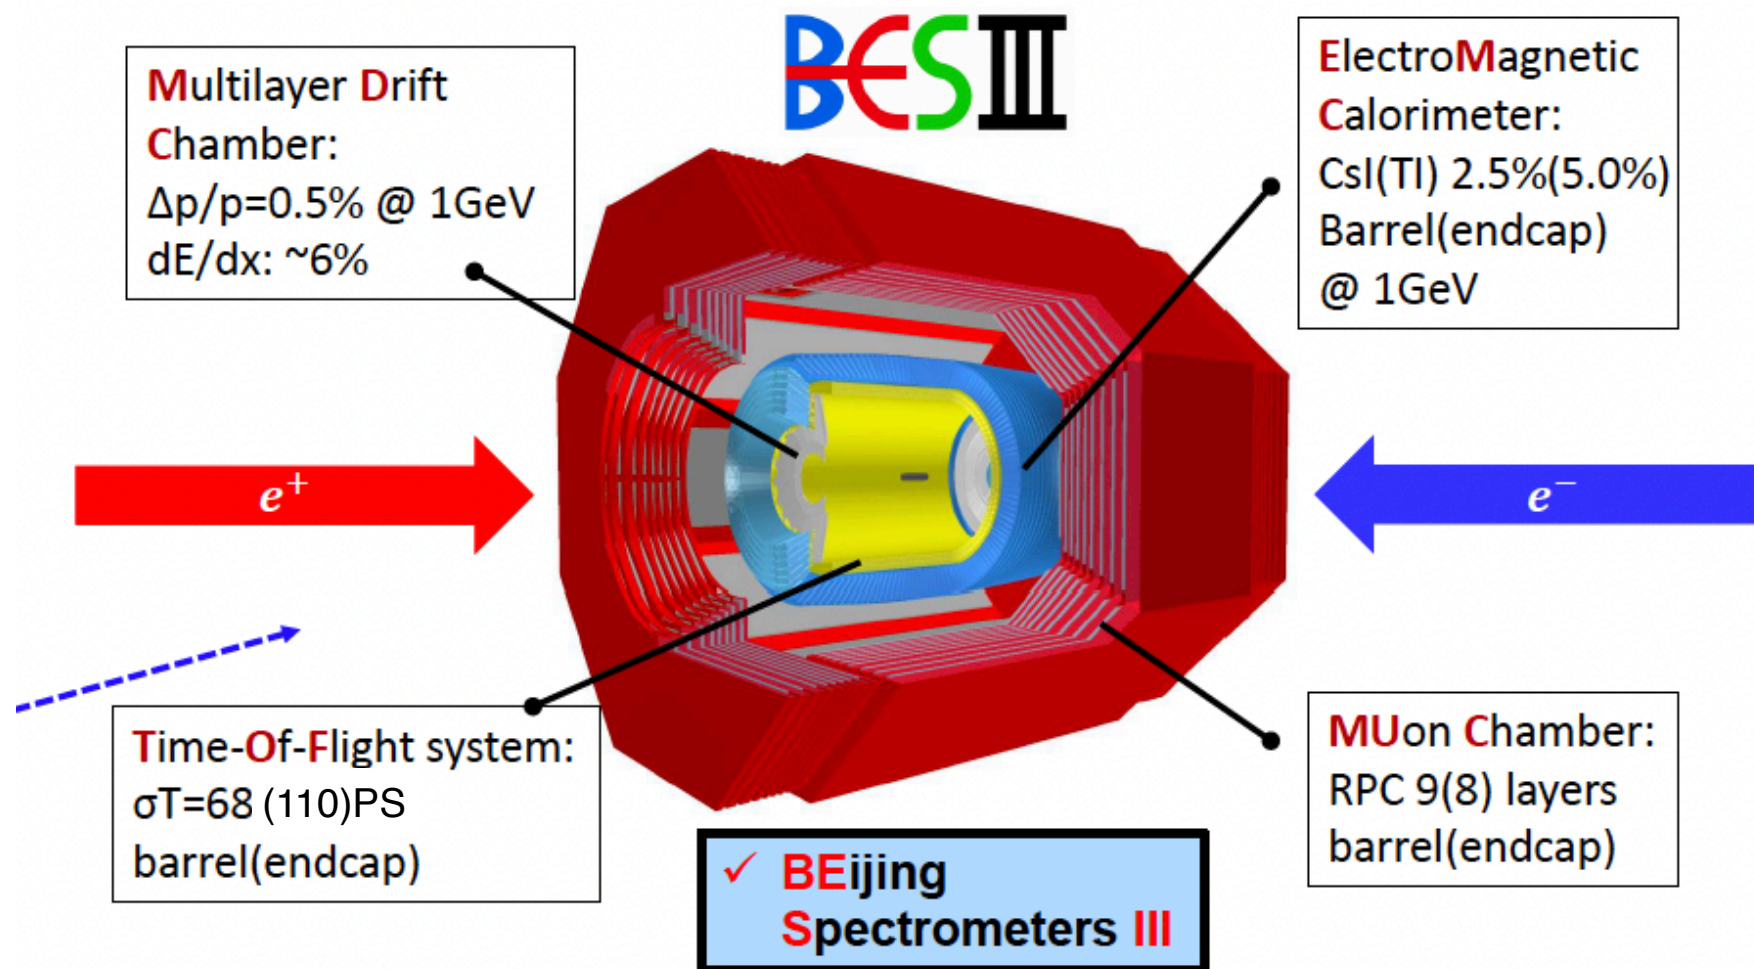 BESIII
Multilayer Drift
Chamber:
Δp/p=0.5% @ 1GeV
dE/dx: ~6%
ElectroMagnetic
Calorimeter:
CsI(TI) 2.5%(5.0%)
Barrel(endcap)
@ 1GeV
e⁺
e⁻
Time-Of-Flight system:
σT=68 (110)PS
barrel(endcap)
MUon Chamber:
RPC 9(8) layers
barrel(endcap)
✓ BEijing
Spectrometers III